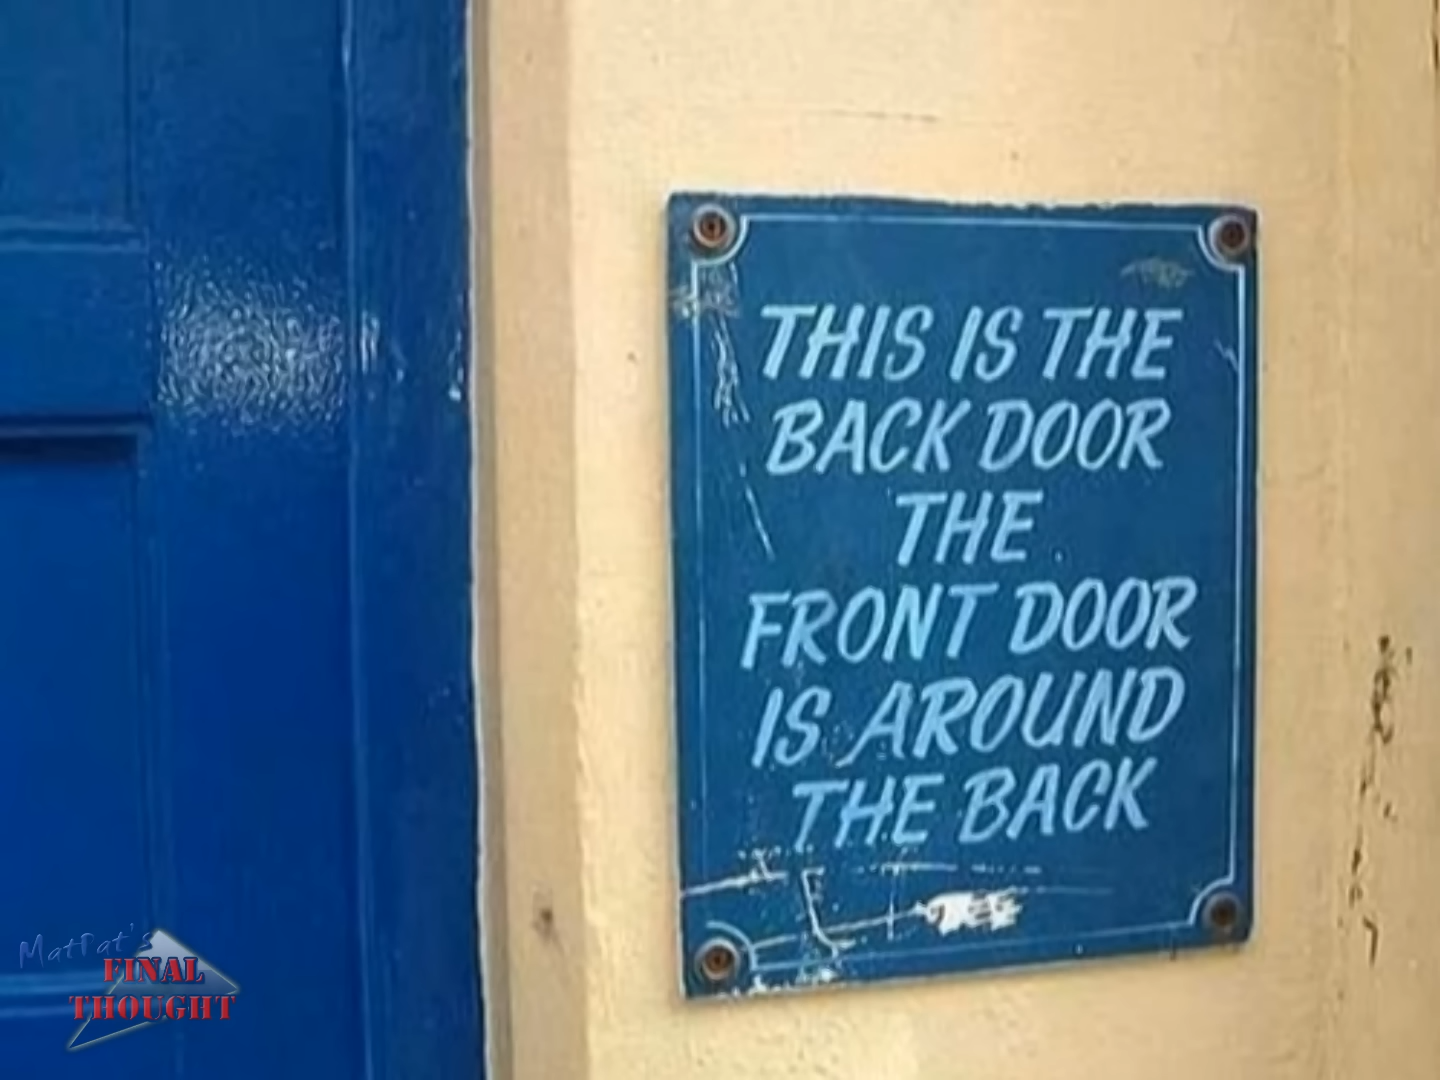 THIS IS THE
BACK DOOR
THE
FRONT DOOR
IS AROUND
THE BACK
MatPat's
FINAL
THOUGHT